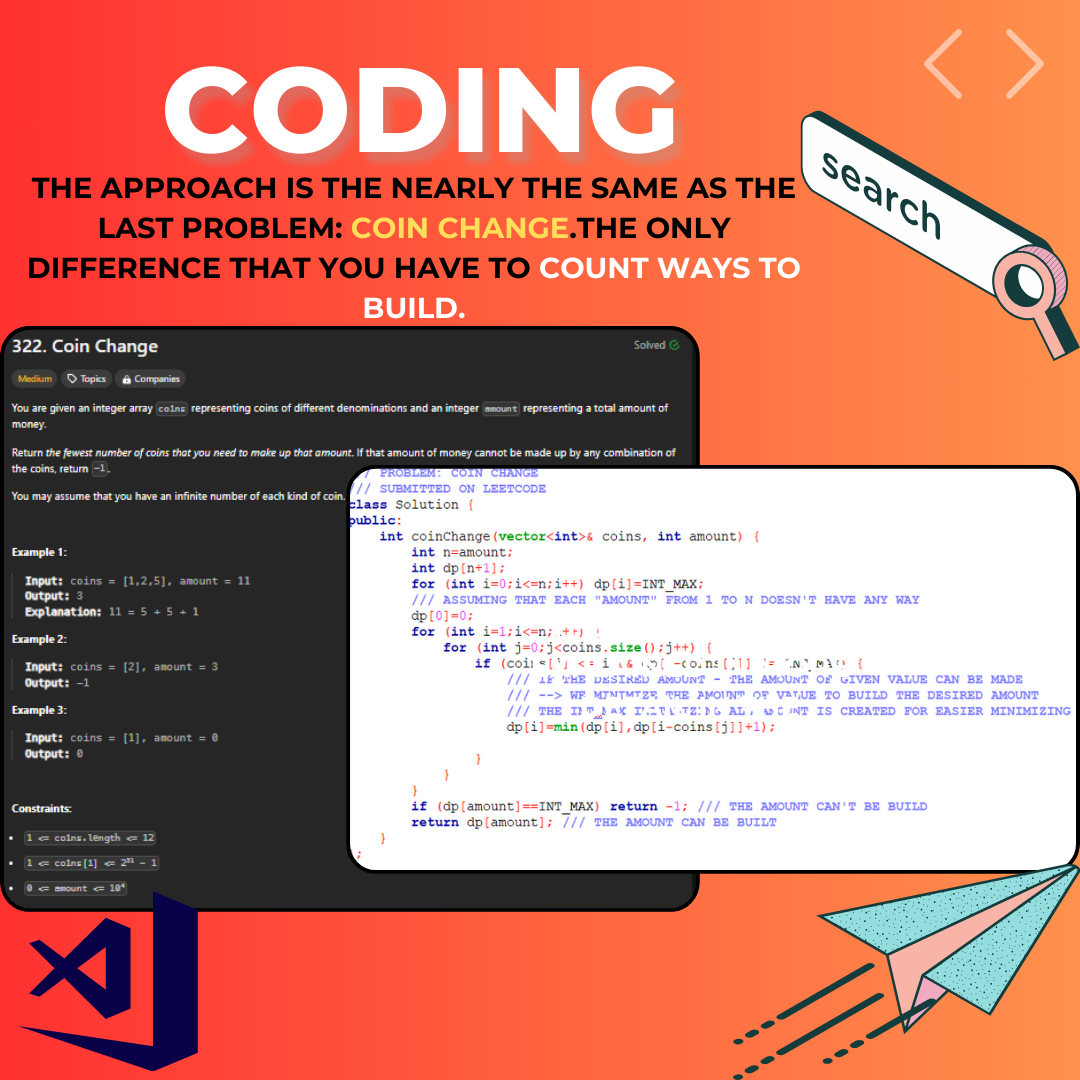 CODING
THE APPROACH IS THE NEARLY THE SAME AS THE
LAST PROBLEM: COIN CHANGE.THE ONLY
DIFFERENCE THAT YOU HAVE TO COUNT WAYS TO
BUILD.
search
322. Coin Change
Solved
Medium Topics Companies
You are given an integer array coins representing coins of different denominations and an integer amount representing a total amount of
money.
Return the fewest number of coins that you need to make up that amount. If that amount of money cannot be made up by any combination of
the coins, return -1.
You may assume that you have an infinite number of each kind of coin.
Example 1:
Input: coins = [1,2,5], amount = 11
Output: 3
Explanation: 11 = 5 + 5 + 1
Example 2:
Input: coins = [2], amount = 3
Output: -1
Example 3:
Input: coins = [1], amount = 0
Output: 0
Constraints:
1 <= coins.length <= 12
1 <= coins[i] <= 2³¹ - 1
0 <= amount <= 10⁴
/ PROBLEM: COIN CHANGE
/// SUBMITTED ON LEETCODE
class Solution {
public:
int coinChange(vector<int>& coins, int amount) {
int n=amount;
int dp[n+1];
for (int i=0;i<=n;i++) dp[i]=INT_MAX;
/// ASSUMING THAT EACH "AMOUNT" FROM 1 TO N DOESN'T HAVE ANY WAY
dp[0]=0;
for (int i=1;i<=n;i++) {
for (int j=0;j<coins.size();j++) {
if (coins[j] <= i && dp[i-coins[j]] != INT_MAX) {
/// IF THE DESIRED AMOUNT - THE AMOUNT OF GIVEN VALUE CAN BE MADE
/// --> WE MINIMIZE THE AMOUNT OF VALUE TO BUILD THE DESIRED AMOUNT
/// THE INT_MAX INITIALIZING ALL AMOUNT IS CREATED FOR EASIER MINIMIZING
dp[i]=min(dp[i],dp[i-coins[j]]+1);
}
}
}
if (dp[amount]==INT_MAX) return -1; /// THE AMOUNT CAN'T BE BUILD
return dp[amount]; /// THE AMOUNT CAN BE BUILT
}
;